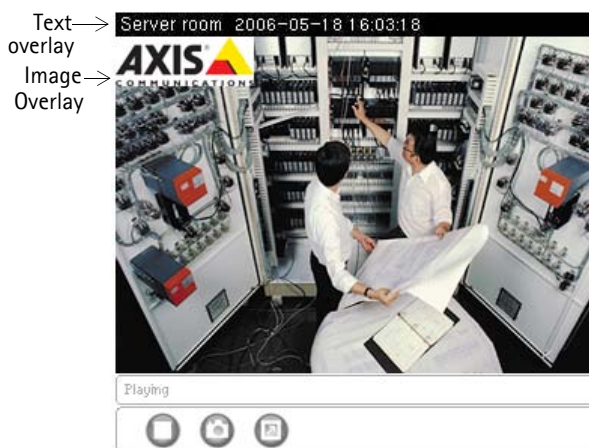 Text
overlay
Image
Overlay
Server room 2006-05-18 16:03:18
AXIS
COMMUNICATIONS
Playing